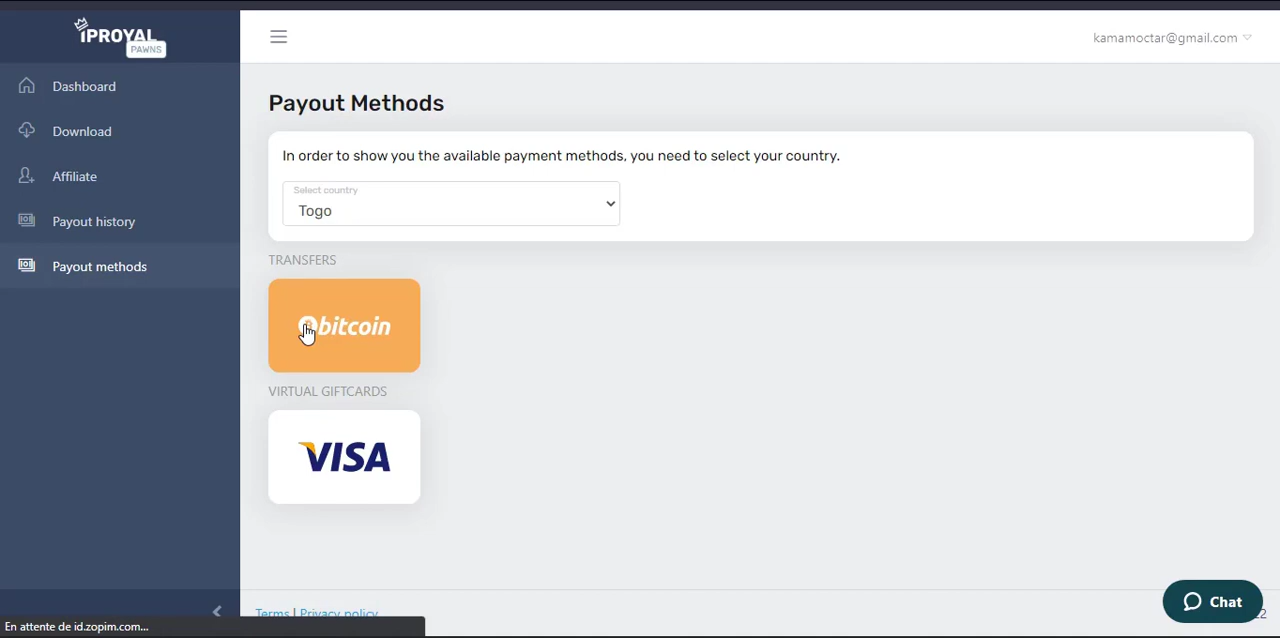 IPROYAL
PAWNS
kamamoctar@gmail.com
Dashboard
Download
Affiliate
Payout history
Payout methods
Payout Methods
In order to show you the available payment methods, you need to select your country.
Select country
Togo
TRANSFERS
bitcoin
VIRTUAL GIFTCARDS
VISA
Terms | Privacy policy
Chat
En attente de id.zopim.com...